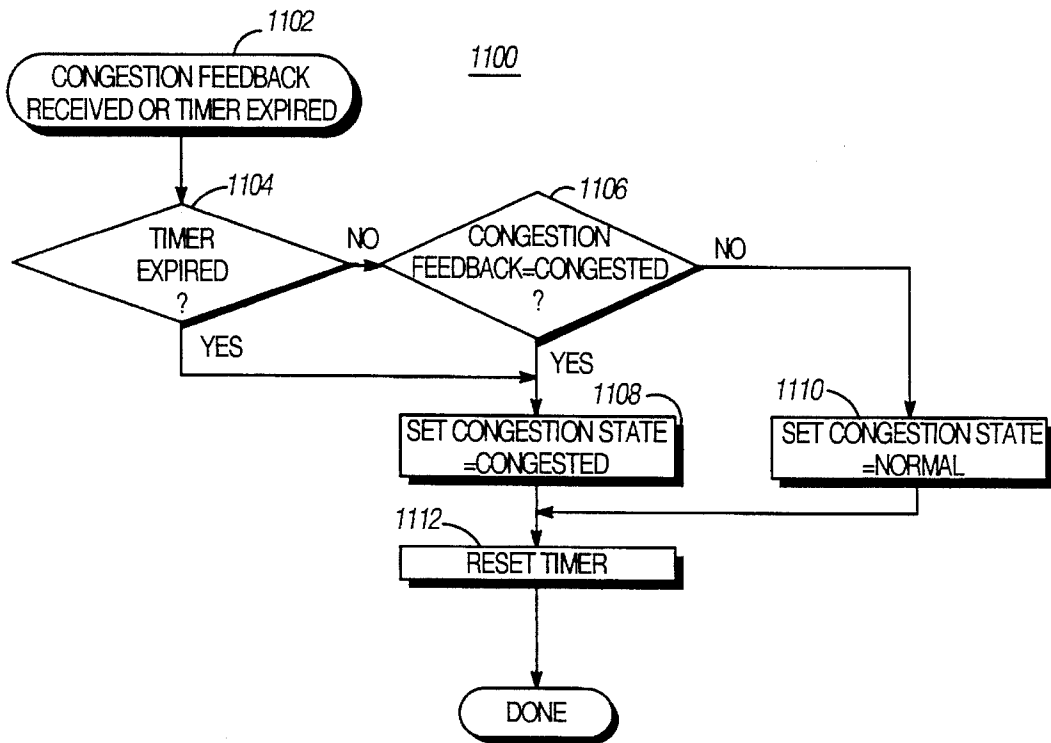 1102
1100
CONGESTION FEEDBACK
RECEIVED OR TIMER EXPIRED
1104
TIMER
EXPIRED
?
NO
1106
CONGESTION
FEEDBACK=CONGESTED
?
NO
YES
YES
1108
SET CONGESTION STATE
=CONGESTED
1110
SET CONGESTION STATE
=NORMAL
1112
RESET TIMER
DONE